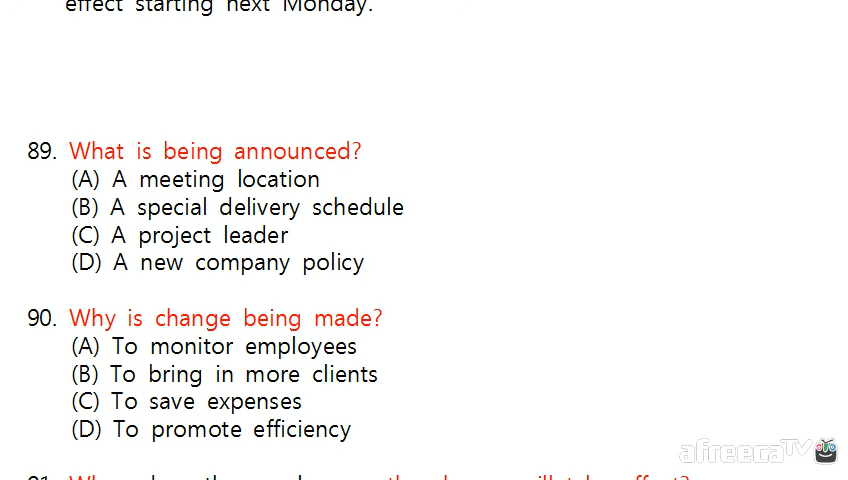 effect starting next Monday.
89. What is being announced?
(A) A meeting location
(B) A special delivery schedule
(C) A project leader
(D) A new company policy
90. Why is change being made?
(A) To monitor employees
(B) To bring in more clients
(C) To save expenses
(D) To promote efficiency
afreecaTV